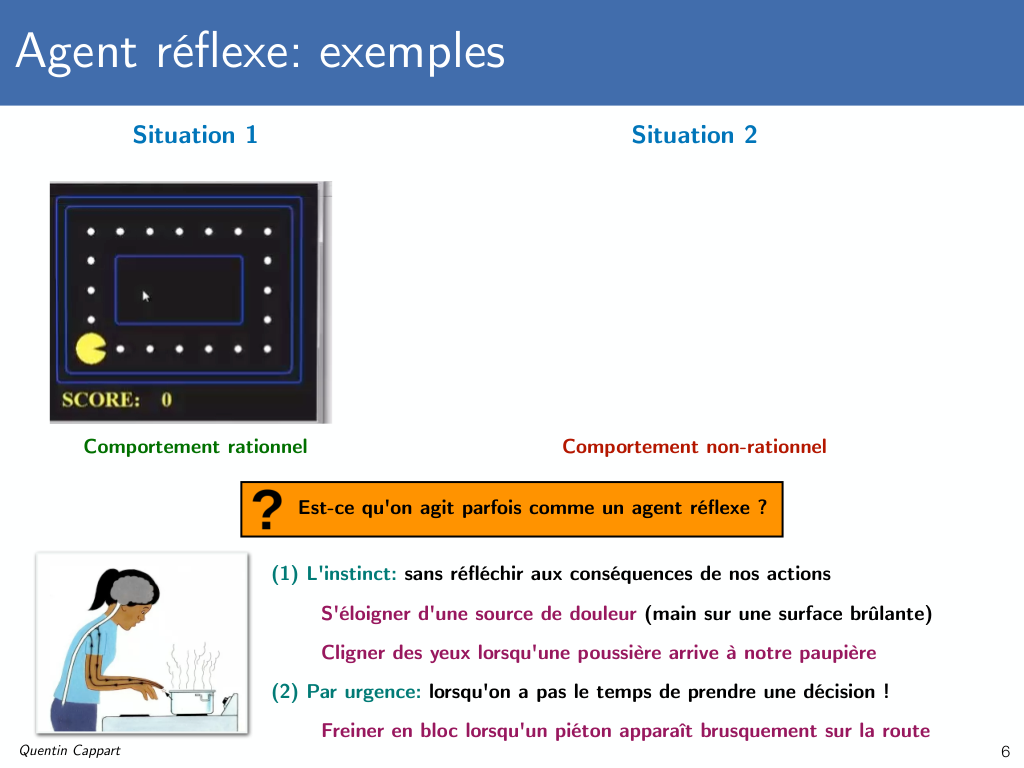 Agent réflexe: exemples
Situation 1
Situation 2
SCORE: 0
Comportement rationnel
Comportement non-rationnel
? Est-ce qu'on agit parfois comme un agent réflexe ?
(1) L'instinct: sans réfléchir aux conséquences de nos actions
S'éloigner d'une source de douleur (main sur une surface brûlante)
Cligner des yeux lorsqu'une poussière arrive à notre paupière
(2) Par urgence: lorsqu'on a pas le temps de prendre une décision !
Freiner en bloc lorsqu'un piéton apparaît brusquement sur la route
Quentin Cappart
6